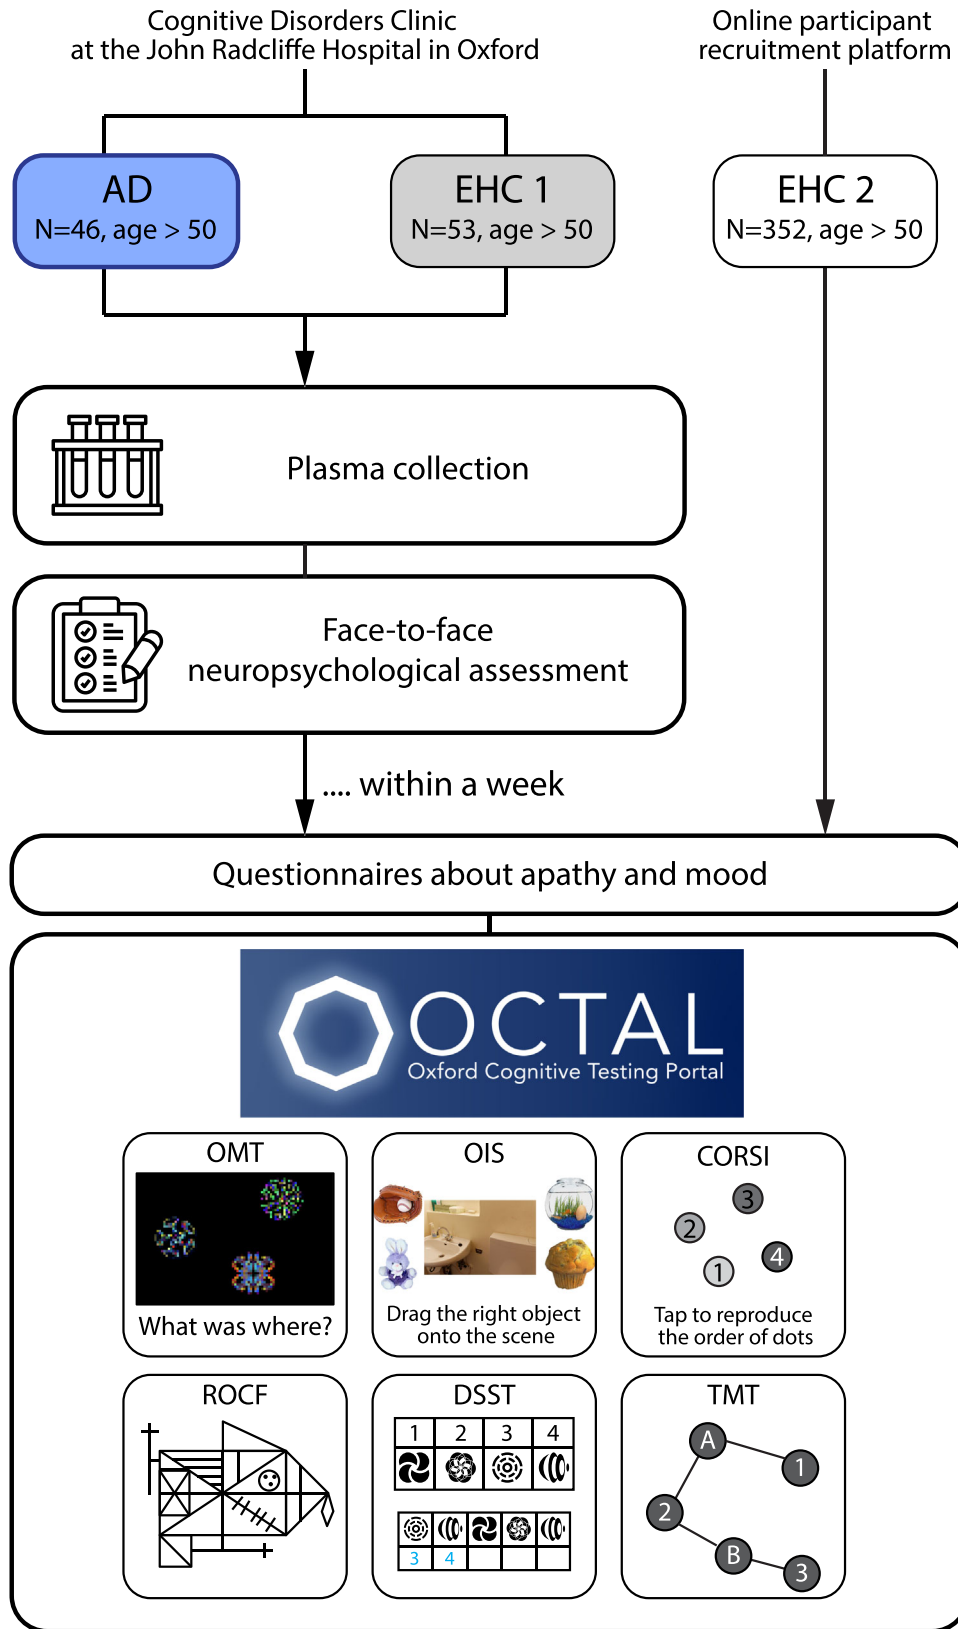 Cognitive Disorders Clinic
at the John Radcliffe Hospital in Oxford
Online participant
recruitment platform
AD
N=46, age > 50
EHC 1
N=53, age > 50
EHC 2
N=352, age > 50
Plasma collection
Face-to-face
neuropsychological assessment
.... within a week
Questionnaires about apathy and mood
OCTAL
Oxford Cognitive Testing Portal
OMT
What was where?
OIS
Drag the right object
onto the scene
CORSI
3
2
4
1
Tap to reproduce
the order of dots
ROCF
DSST
1 2 3 4
3 4
TMT
A
1
2
B
3